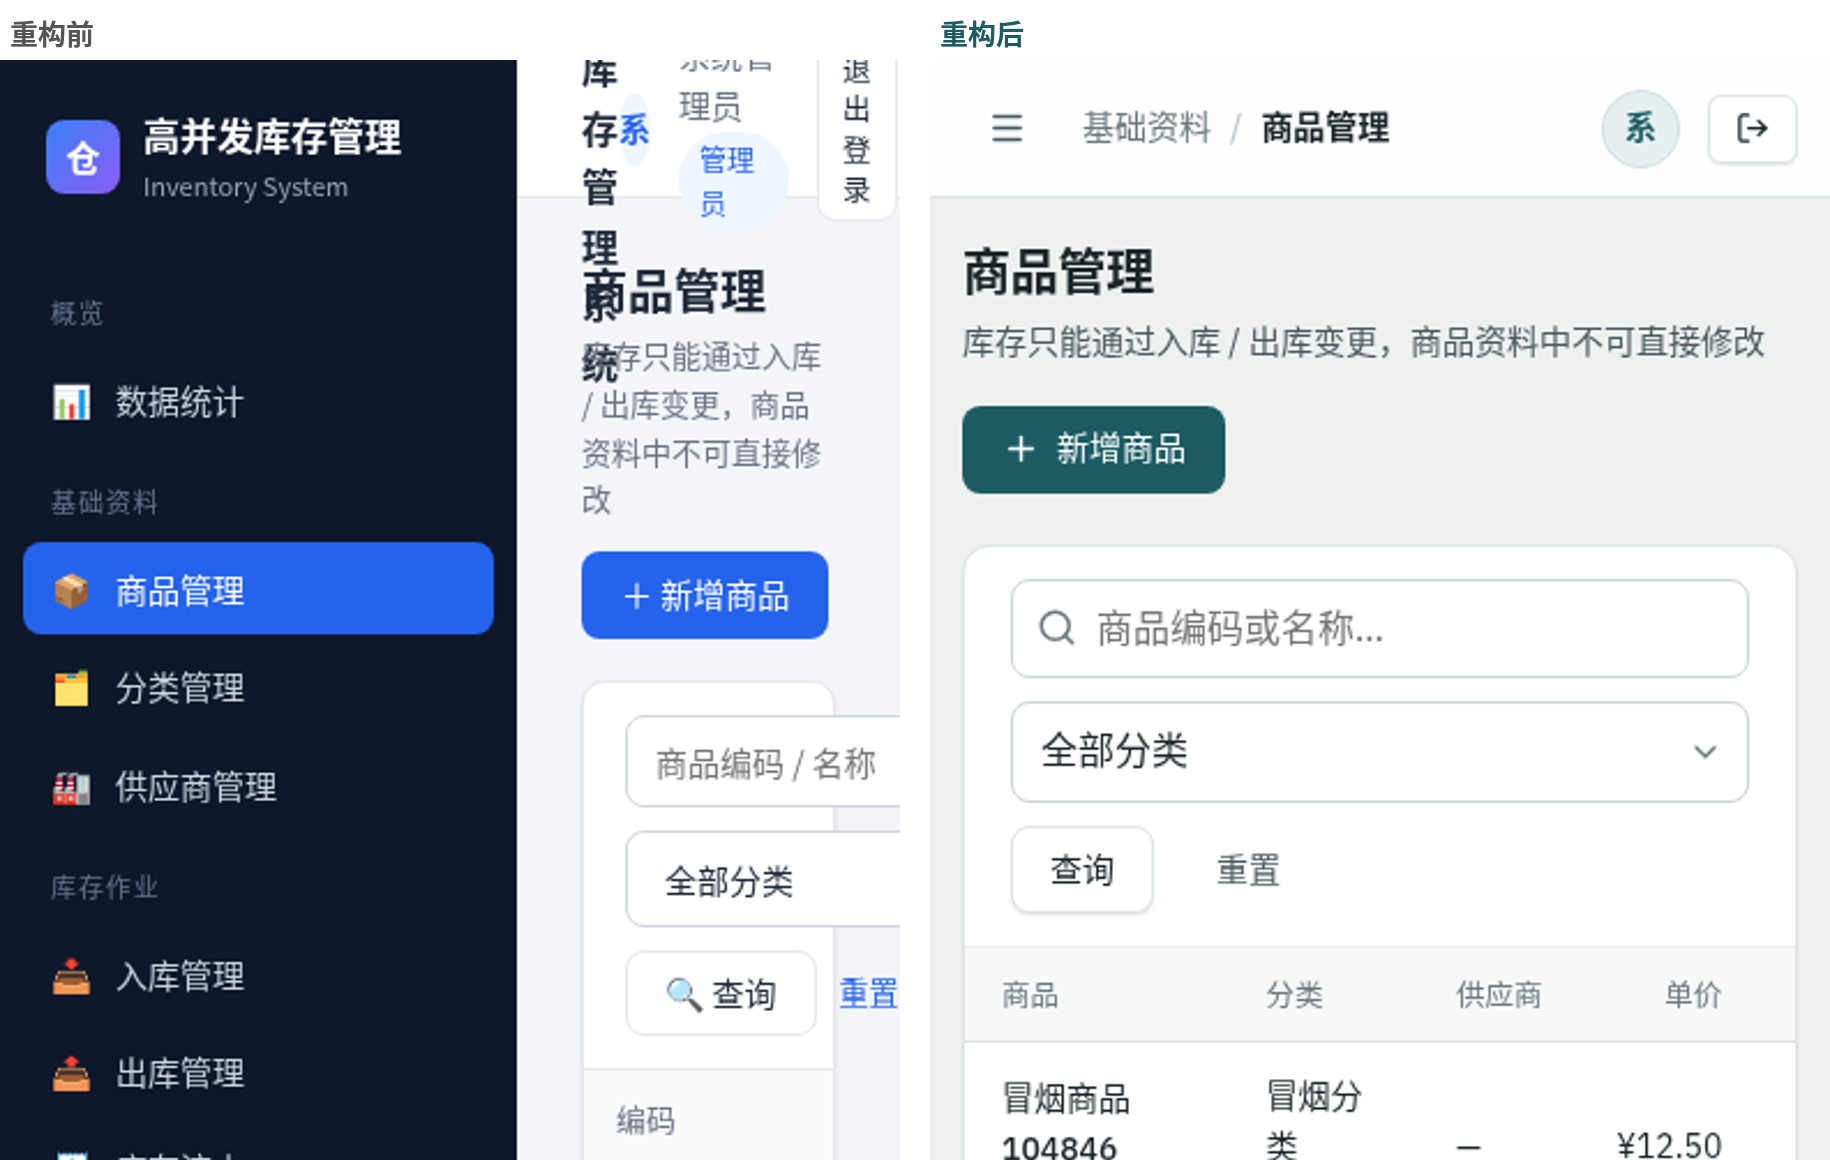 重构前
仓
高并发库存管理
Inventory System
概览
数据统计
基础资料
商品管理
分类管理
供应商管理
库存作业
入库管理
出库管理
库
存
管
理
系
统
系
系统管
理员
管理
员
退
出
登
录
商品管理
库存只能通过入库
/ 出库变更，商品
资料中不可直接修
改
+ 新增商品
商品编码 / 名称
全部分类
查询
重置
编码
重构后
基础资料 / 商品管理
系
商品管理
库存只能通过入库 / 出库变更，商品资料中不可直接修改
+ 新增商品
商品编码或名称...
全部分类
查询
重置
商品 分类 供应商 单价
冒烟商品 冒烟分
104846 类 — ¥12.50